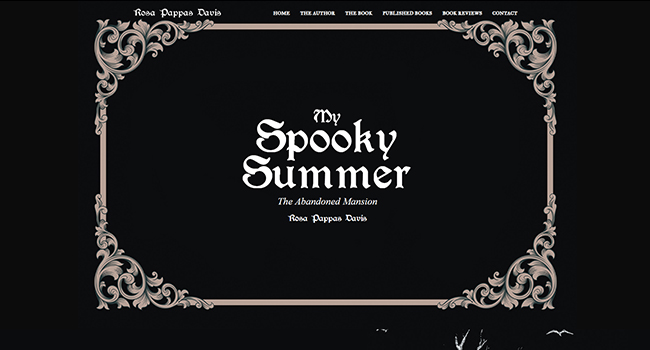 Rosa Pappas Davis HOME THE AUTHOR THE BOOK PUBLISHED BOOKS BOOK REVIEWS CONTACT
My
Spooky
Summer
The Abandoned Mansion
Rosa Pappas Davis